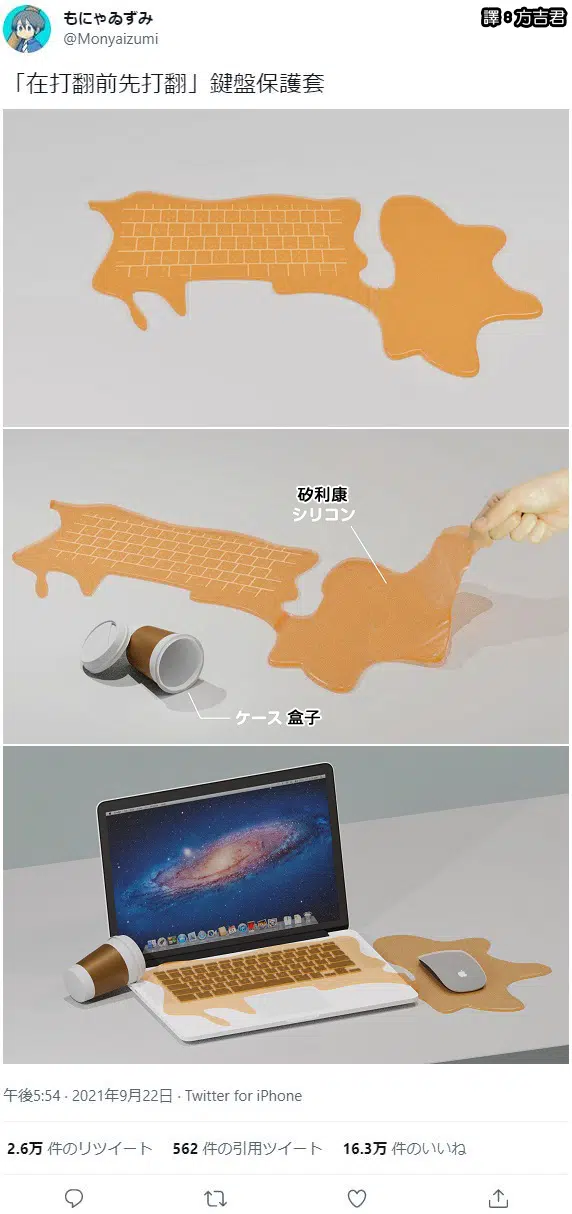 もにゃゐずみ
@Monyaizumi
譯8方吉君
「在打翻前先打翻」鍵盤保護套
矽利康
シリコン
ケース 盒子
午後5:54 · 2021年9月22日 · Twitter for iPhone
2.6万 件のリツイート 562 件の引用ツイート 16.3万 件のいいね